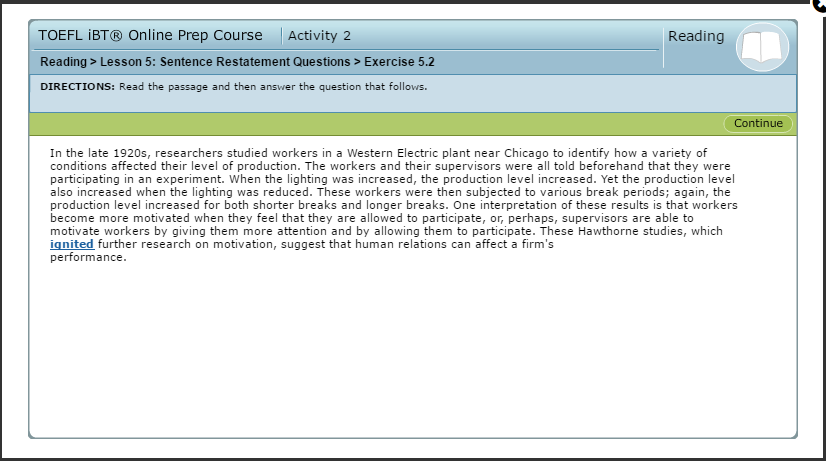 TOEFL iBT® Online Prep Course
Activity 2
Reading
Reading > Lesson 5: Sentence Restatement Questions > Exercise 5.2
DIRECTIONS: Read the passage and then answer the question that follows.
Continue
In the late 1920s, researchers studied workers in a Western Electric plant near Chicago to identify how a variety of
conditions affected their level of production. The workers and their supervisors were all told beforehand that they were
participating in an experiment. When the lighting was increased, the production level increased. Yet the production level
also increased when the lighting was reduced. These workers were then subjected to various break periods; again, the
production level increased for both shorter breaks and longer breaks. One interpretation of these results is that workers
become more motivated when they feel that they are allowed to participate, or, perhaps, supervisors are able to
motivate workers by giving them more attention and by allowing them to participate. These Hawthorne studies, which
ignited further research on motivation, suggest that human relations can affect a firm's
performance.